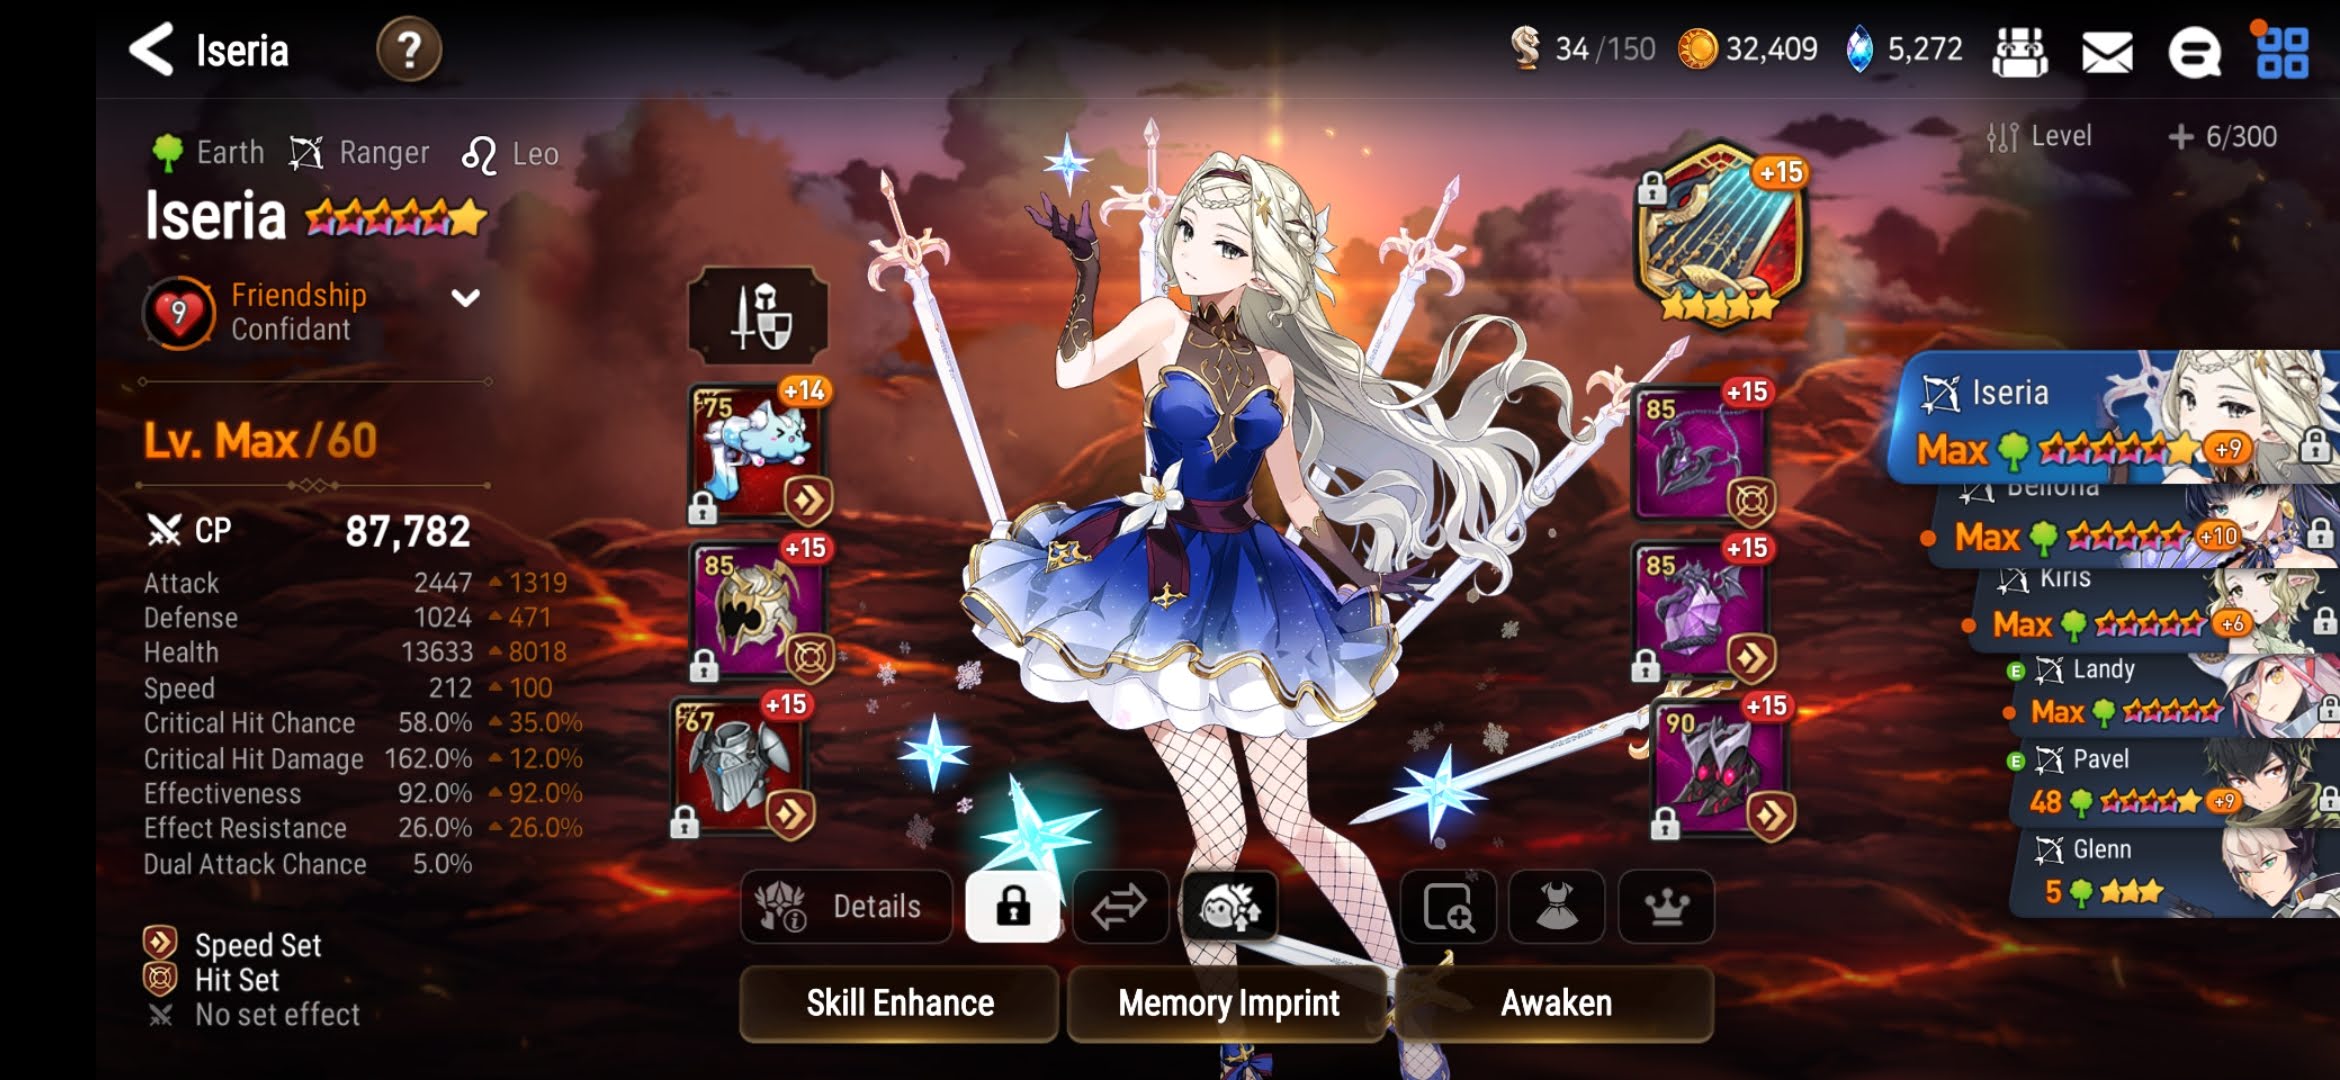 Iseria
?
34/150
32,409
5,272
Earth
Ranger
Leo
Level
6/300
Iseria
9
Friendship
Confidant
Lv. Max/60
CP
87,782
Attack 2447 1319
Defense 1024 471
Health 13633 8018
Speed 212 100
Critical Hit Chance 58.0% 35.0%
Critical Hit Damage 162.0% 12.0%
Effectiveness 92.0% 92.0%
Effect Resistance 26.0% 26.0%
Dual Attack Chance 5.0%
Speed Set
Hit Set
No set effect
75
+14
85
+15
67
+15
+15
85
+15
85
+15
90
+15
Iseria
Max
+9
Bellona
Max
+10
Kiris
Max
+6
E
Landy
Max
E
Pavel
48
+9
Glenn
5
Details
Skill Enhance
Memory Imprint
Awaken